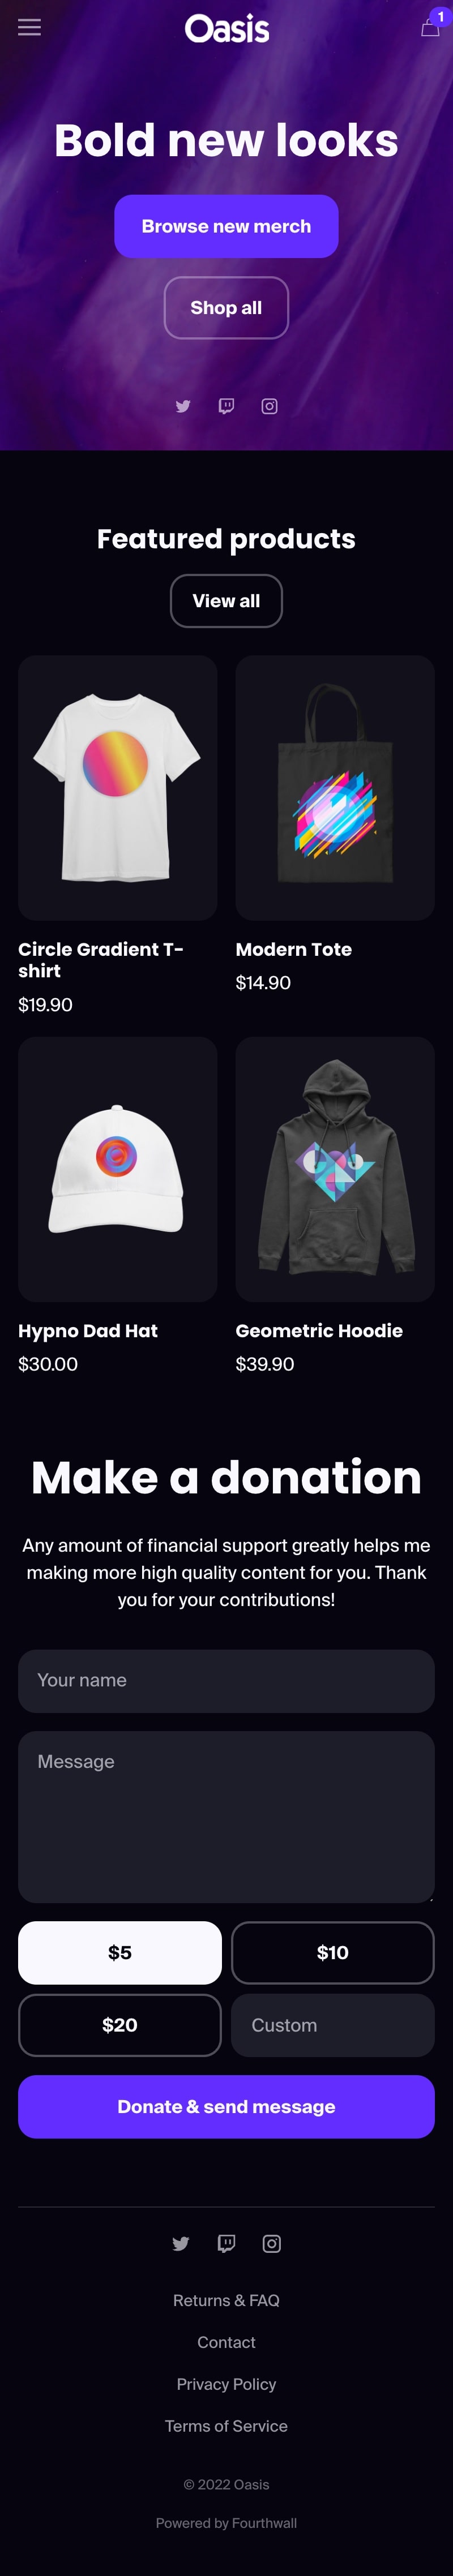 Oasis
1
Bold new looks
Browse new merch
Shop all
Featured products
View all
Circle Gradient T-
shirt
$19.90
Modern Tote
$14.90
Hypno Dad Hat
$30.00
Geometric Hoodie
$39.90
Make a donation
Any amount of financial support greatly helps me
making more high quality content for you. Thank
you for your contributions!
Your name
Message
$5
$10
$20
Custom
Donate & send message
Returns & FAQ
Contact
Privacy Policy
Terms of Service
© 2022 Oasis
Powered by Fourthwall